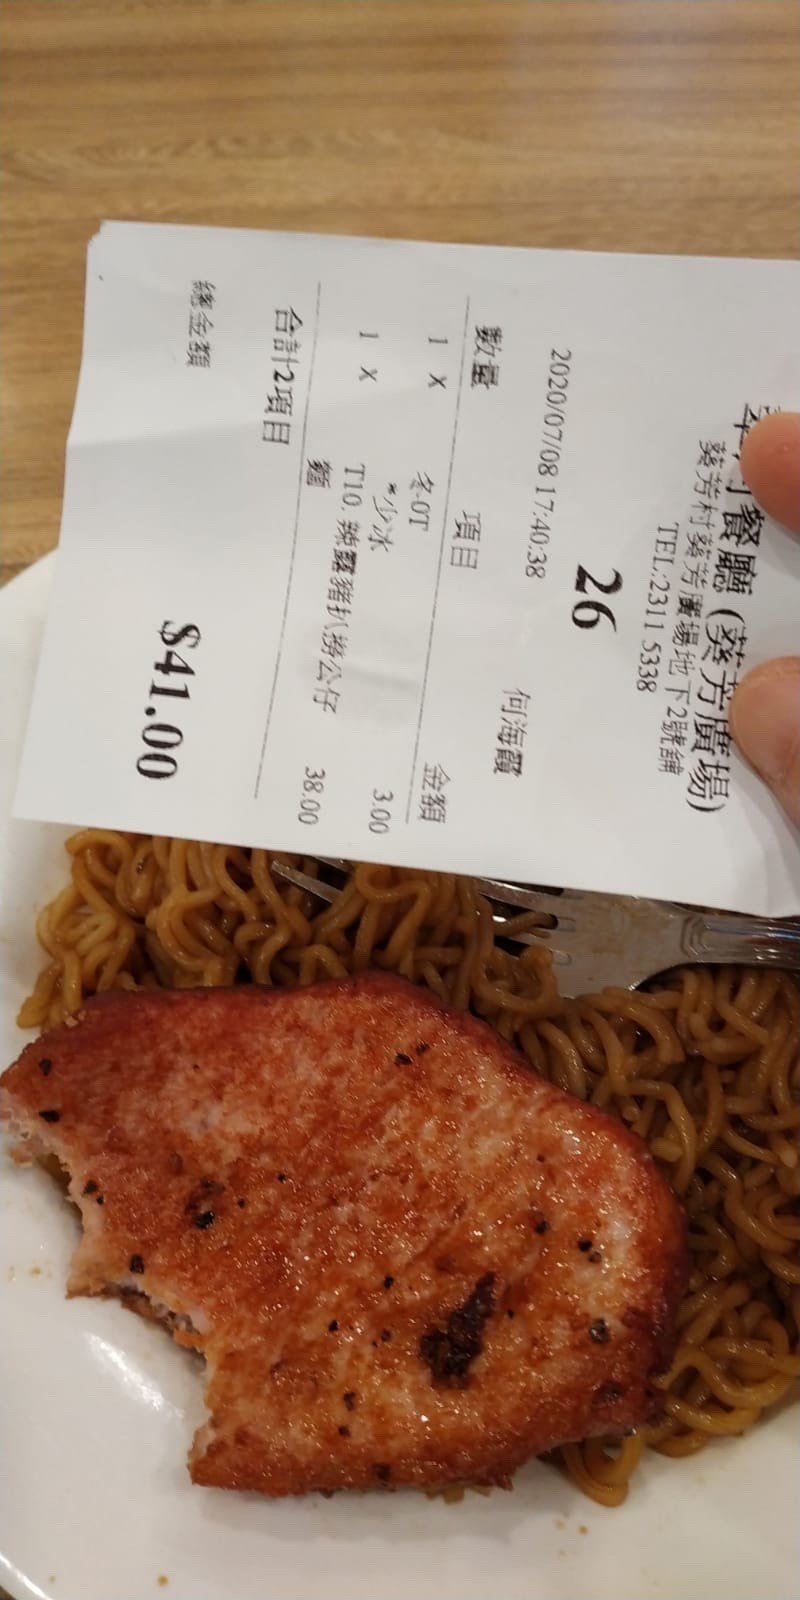 餐廳 (葵芳廣場)
葵芳村葵芳廣場地下2號舖
TEL:2311 5338
26
2020/07/08 17:40:38 何海霞
數量 項目 金額
1 X 冬OT 3.00
*少冰
1 X T10. 辣霸豬扒撈公仔 38.00
麵
合計2項目
總金額 $41.00